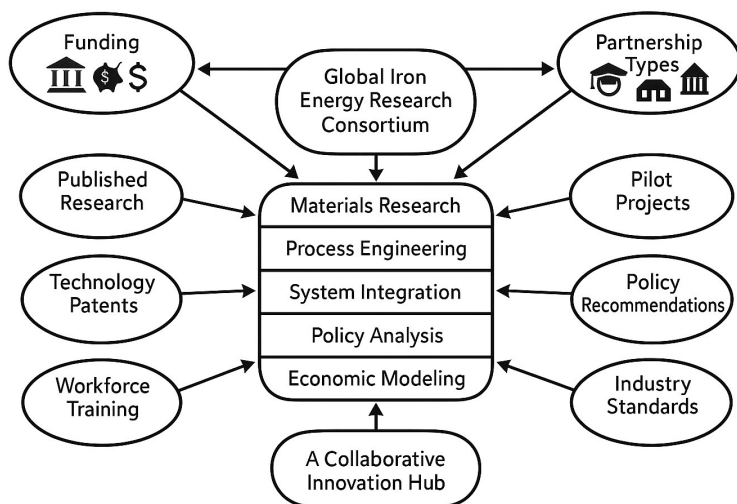 Funding
$ $
Global Iron
Energy Research
Consortium
Partnership
Types
Published
Research
Technology
Patents
Workforce
Training
Materials Research
Process Engineering
System Integration
Policy Analysis
Economic Modeling
Pilot
Projects
Policy
Recommendations
Industry
Standards
A Collaborative
Innovation Hub